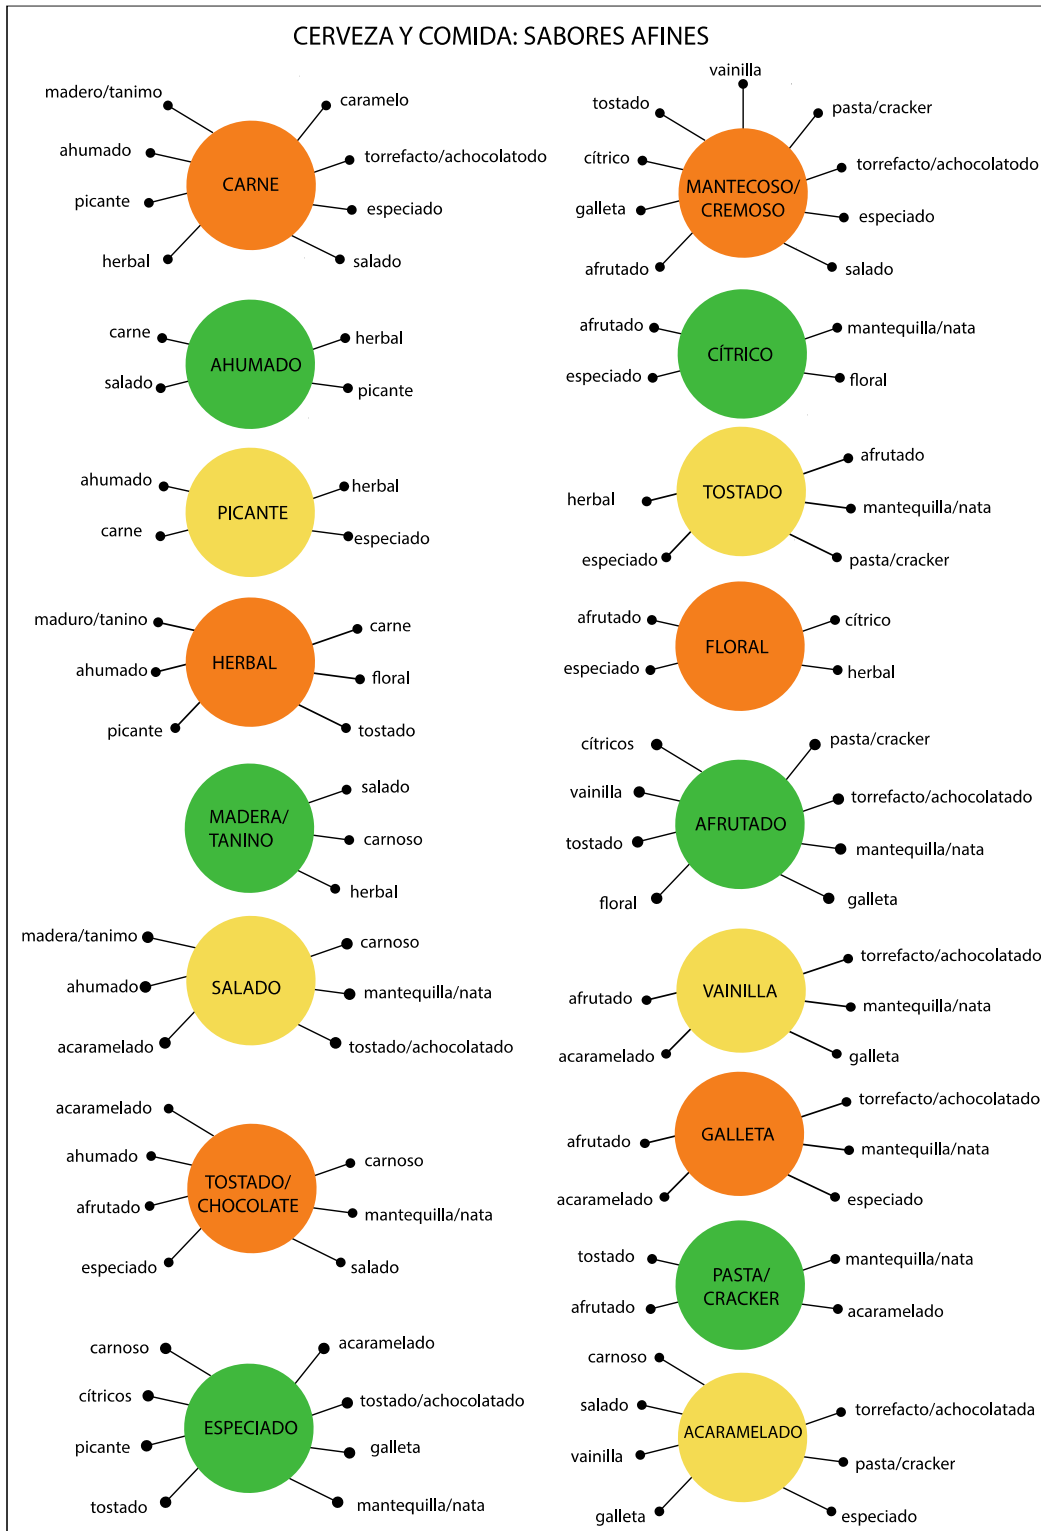 CERVEZA Y COMIDA: SABORES AFINES
madero/tanimo
caramelo
ahumado
torrefacto/achocolatodo
CARNE
picante
especiado
herbal
salado
carne
herbal
AHUMADO
salado
picante
ahumado
herbal
PICANTE
carne
especiado
maduro/tanino
carne
HERBAL
ahumado
floral
picante
tostado
salado
MADERA/
TANINO
carnoso
herbal
madera/tanimo
carnoso
ahumado
SALADO
mantequilla/nata
acaramelado
tostado/achocolatado
acaramelado
ahumado
carnoso
TOSTADO/
CHOCOLATE
afrutado
mantequilla/nata
especiado
salado
carnoso
acaramelado
cítricos
tostado/achocolatado
ESPECIADO
picante
galleta
tostado
mantequilla/nata
vainilla
tostado
pasta/cracker
cítrico
torrefacto/achocolatodo
MANTECOSO/
CREMOSO
galleta
especiado
afrutado
salado
afrutado
mantequilla/nata
CÍTRICO
especiado
floral
afrutado
TOSTADO
herbal
mantequilla/nata
especiado
pasta/cracker
afrutado
cítrico
FLORAL
especiado
herbal
cítricos
pasta/cracker
vainilla
torrefacto/achocolatado
AFRUTADO
tostado
mantequilla/nata
floral
galleta
torrefacto/achocolatado
VAINILLA
afrutado
mantequilla/nata
acaramelado
galleta
torrefacto/achocolatado
GALLETA
afrutado
mantequilla/nata
acaramelado
especiado
tostado
mantequilla/nata
PASTA/
CRACKER
afrutado
acaramelado
carnoso
salado
torrefacto/achocolatada
ACARAMELADO
vainilla
pasta/cracker
galleta
especiado